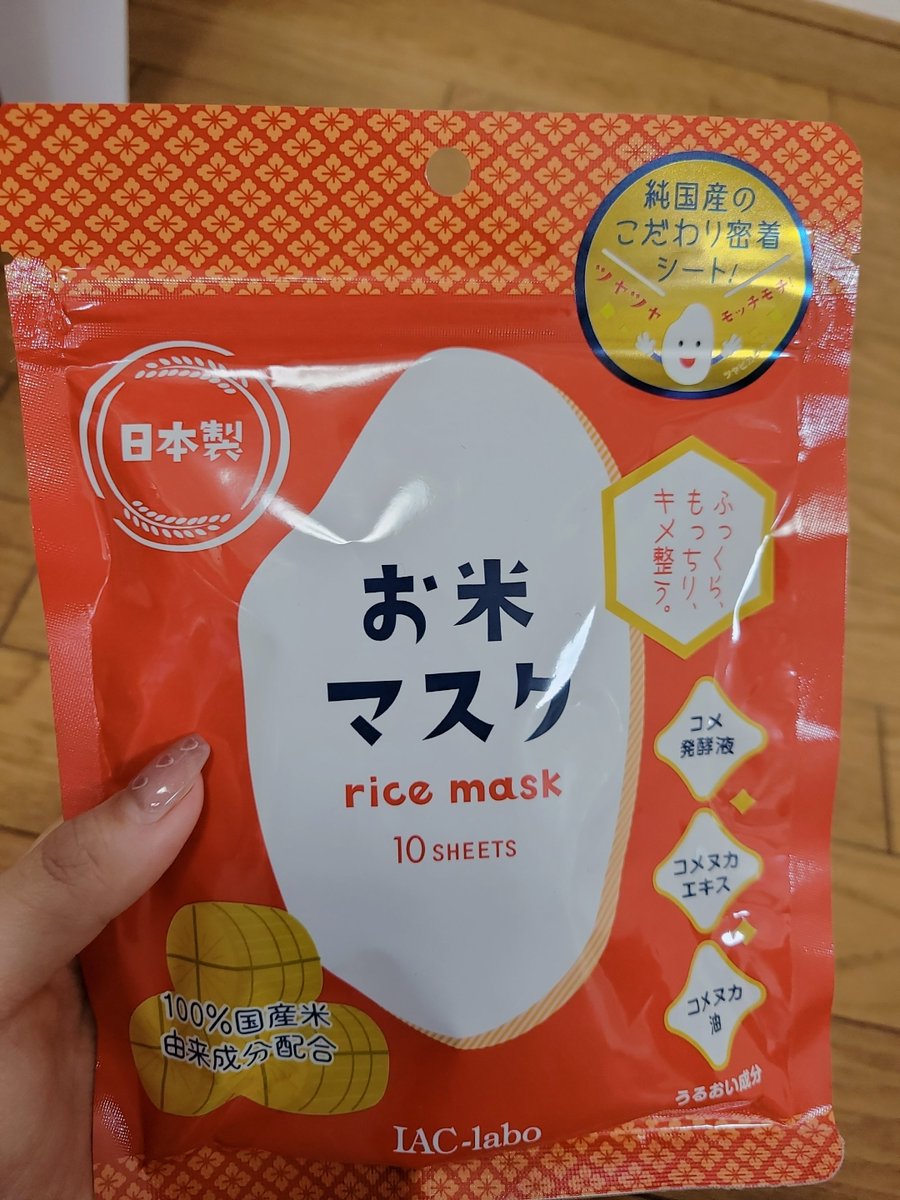 純国産の
こだわり密着
シート!
ツヤツヤ
モッチモチ
日本製
ふっくら、
もっちり、
キメ整う。
お米
マスク
rice mask
10 SHEETS
コメ
発酵液
コメヌカ
エキス
コメヌカ
油
うるおい成分
100%国産米
由来成分配合
IAC-labo